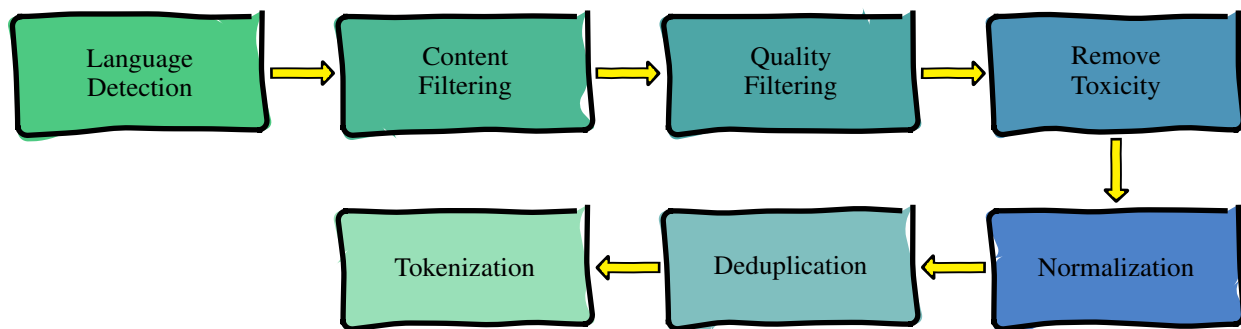 Language
Detection
Content
Filtering
Quality
Filtering
Remove
Toxicity
Normalization
Deduplication
Tokenization